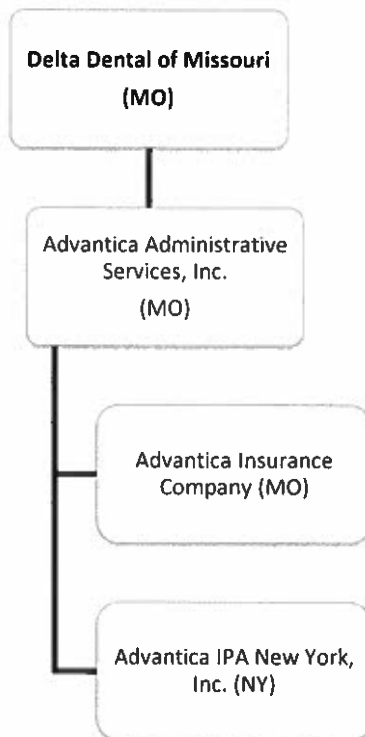 Delta Dental of Missouri
(MO)
Advantica Administrative
Services, Inc.
(MO)
Advantica Insurance
Company (MO)
Advantica IPA New York,
Inc. (NY)